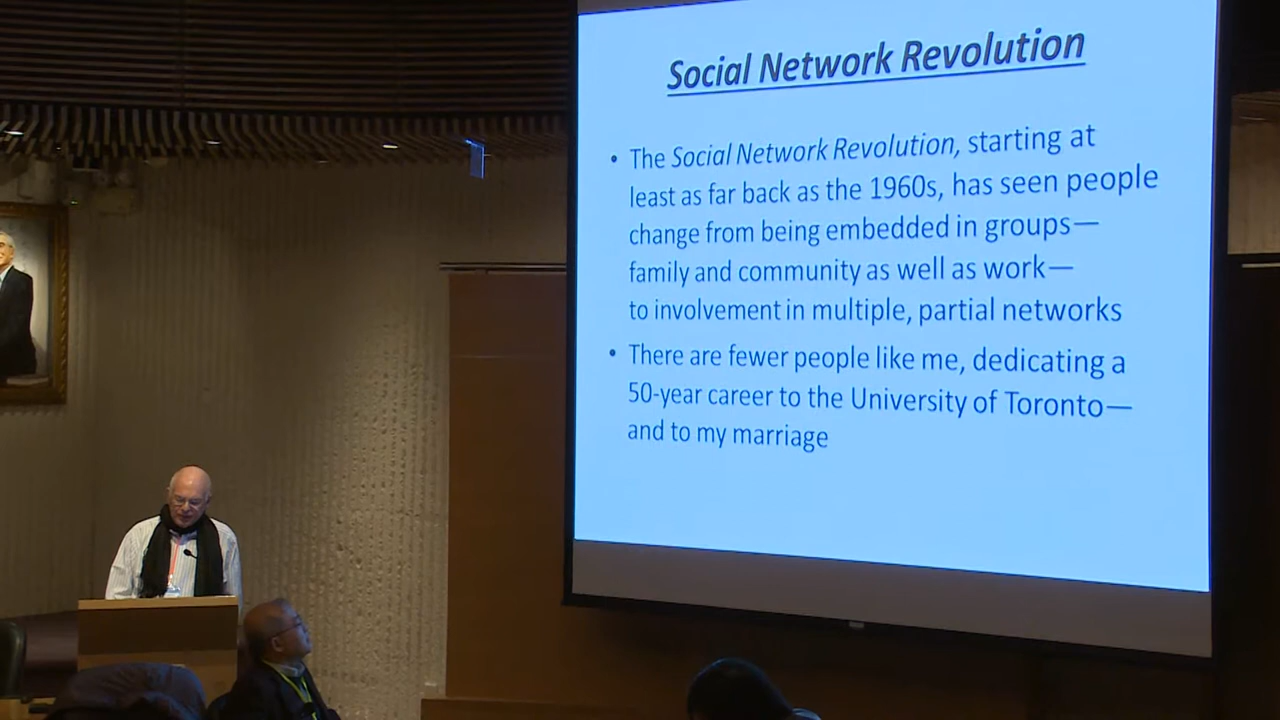 Social Network Revolution
• The Social Network Revolution, starting at
least as far back as the 1960s, has seen people
change from being embedded in groups—
family and community as well as work—
to involvement in multiple, partial networks
• There are fewer people like me, dedicating a
50-year career to the University of Toronto—
and to my marriage